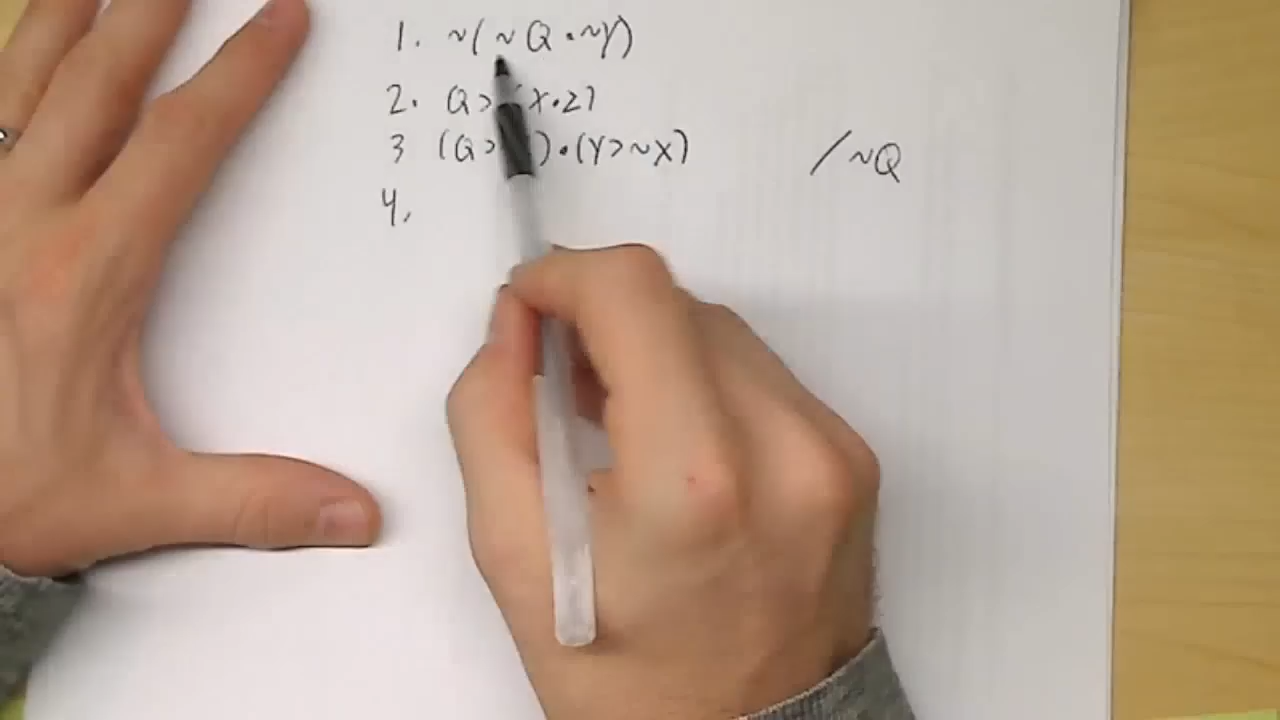 1. ~(~Q·~Y)
2. Q> X·Z)
3 (Q> )·(Y>~X) /~Q
4.